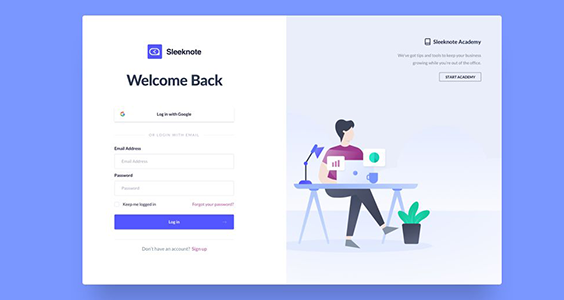 Sleeknote
Welcome Back
Log in with Google
OR LOGIN WITH EMAIL
Email Address
Email Address
Password
Password
Keep me logged in
Forgot your password?
Log in
Don't have an account? Sign up
Sleeknote Academy
We've got tips and tools to keep your business
growing while you're out of the office.
START ACADEMY